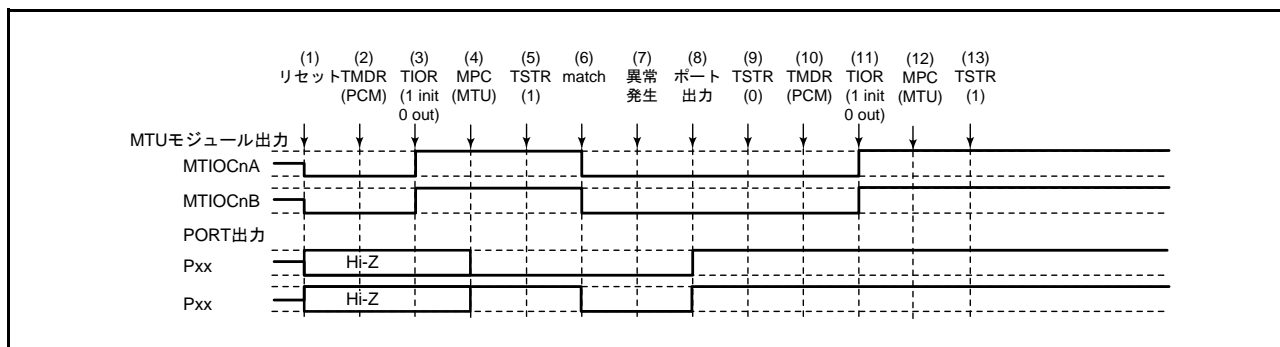 (1) (2) (3) (4) (5) (6) (7) (8) (9) (10) (11) (12) (13)
リセット TMDR TIOR MPC TSTR match 異常 ポート TSTR TMDR TIOR MPC TSTR
(PCM) (1 init (MTU) (1) 発生 出力 (0) (PCM) (1 init (MTU) (1)
0 out) 0 out)
MTUモジュール出力
MTIOCnA
MTIOCnB
PORT出力
Pxx Hi-Z
Pxx Hi-Z